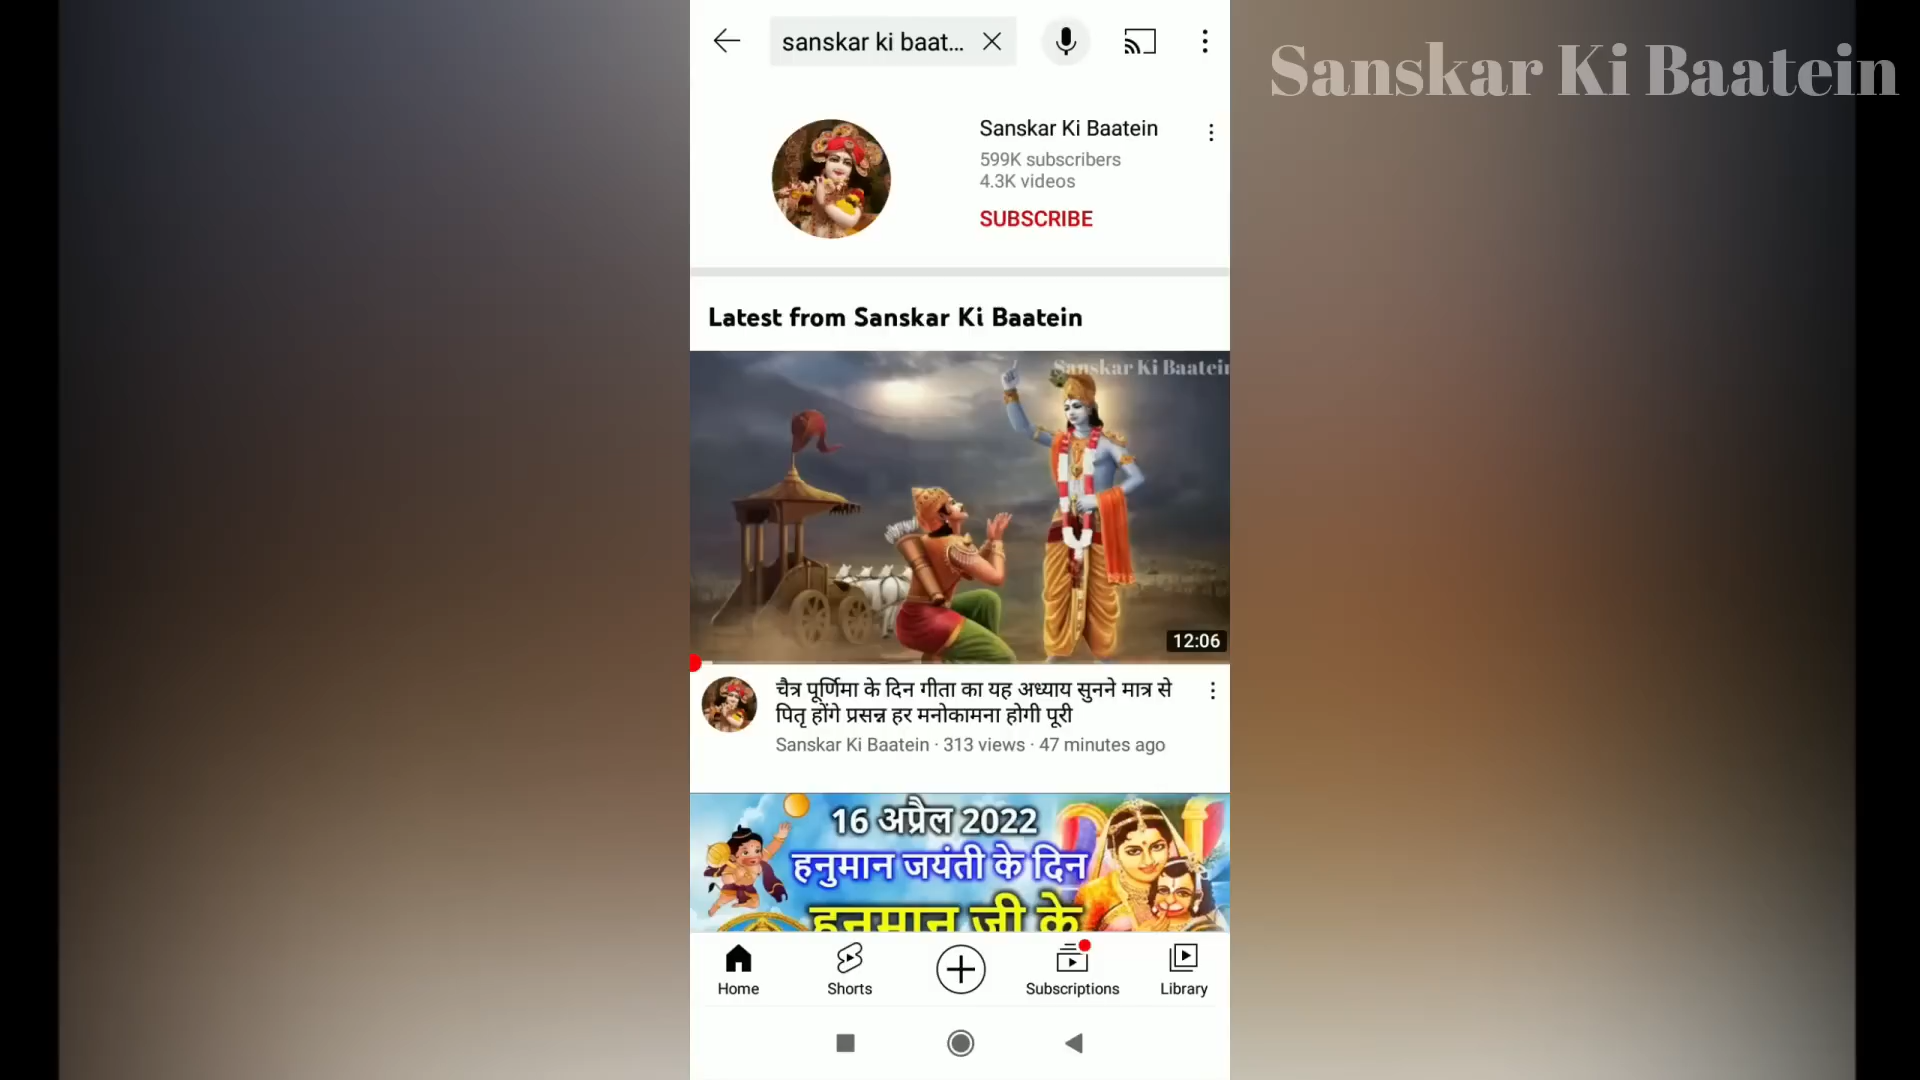 sanskar ki baat...
Sanskar Ki Baatein
Sanskar Ki Baatein
599K subscribers
4.3K videos
SUBSCRIBE
Latest from Sanskar Ki Baatein
Sanskar Ki Baatein
12:06
चैत्र पूर्णिमा के दिन गीता का यह अध्याय सुनने मात्र से
पितृ होंगे प्रसन्न हर मनोकामना होगी पूरी
Sanskar Ki Baatein · 313 views · 47 minutes ago
16 अप्रैल 2022
हनुमान जयंती के दिन
हनुमान जी के
Home
Shorts
Subscriptions
Library